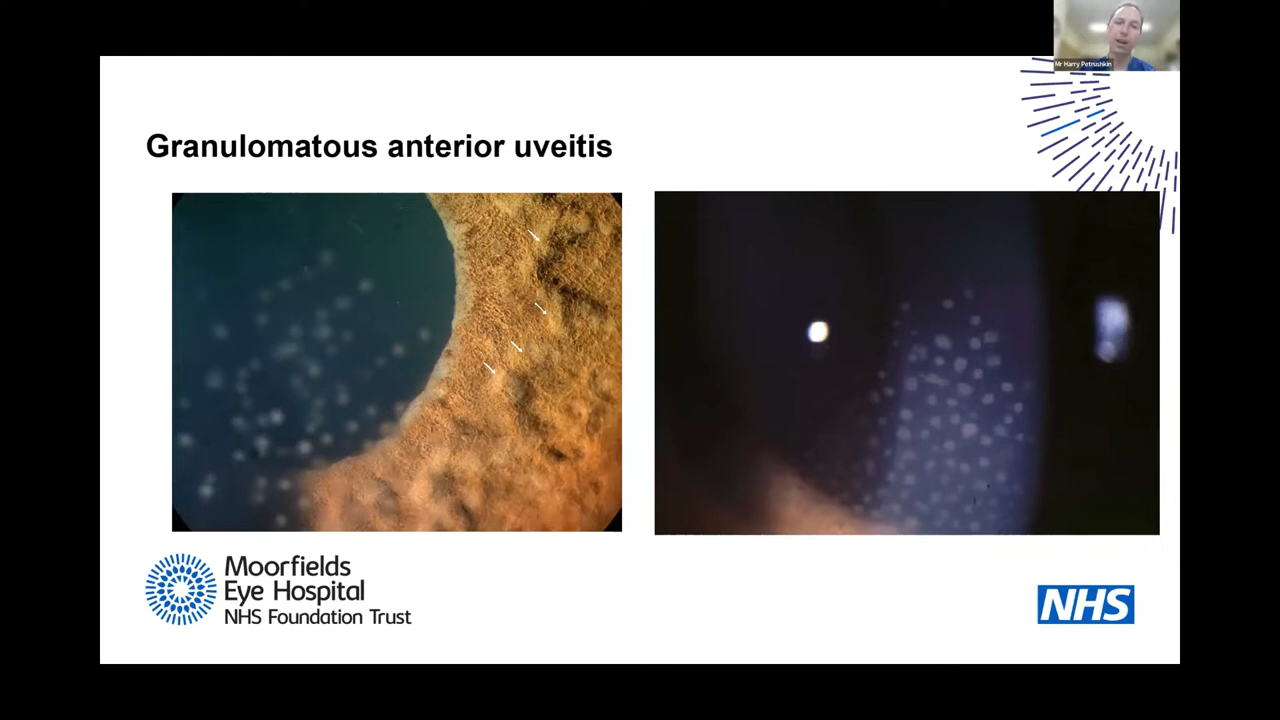 Mr Harry Petrushkin
Granulomatous anterior uveitis
Moorfields
Eye Hospital
NHS Foundation Trust
NHS